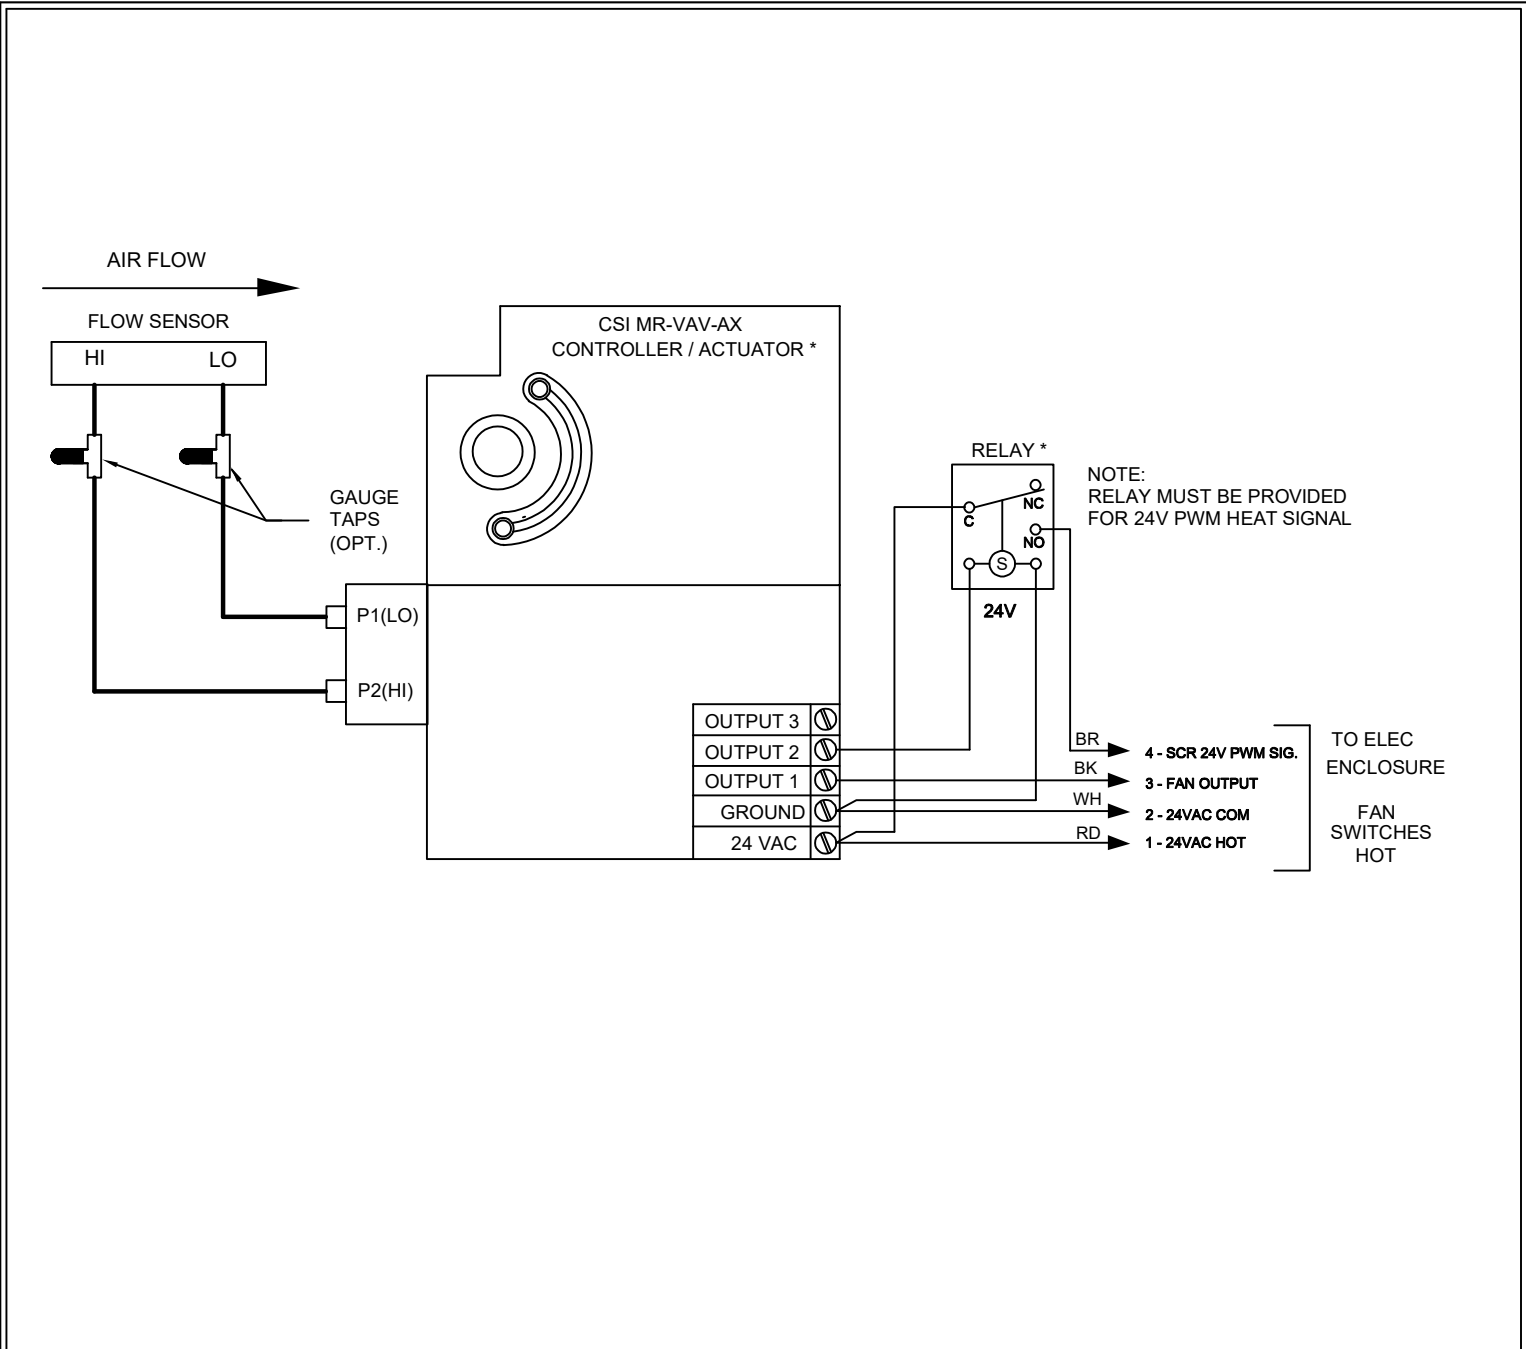 AIR FLOW
FLOW SENSOR
HI
LO
GAUGE
TAPS
(OPT.)
CSI MR-VAV-AX
CONTROLLER / ACTUATOR *
P1(LO)
P2(HI)
OUTPUT 3
OUTPUT 2
OUTPUT 1
GROUND
24 VAC
RELAY *
C
NC
NO
S
24V
NOTE:
RELAY MUST BE PROVIDED
FOR 24V PWM HEAT SIGNAL
BR
4 - SCR 24V PWM SIG.
BK
3 - FAN OUTPUT
WH
2 - 24VAC COM
RD
1 - 24VAC HOT
TO ELEC
ENCLOSURE
FAN
SWITCHES
HOT